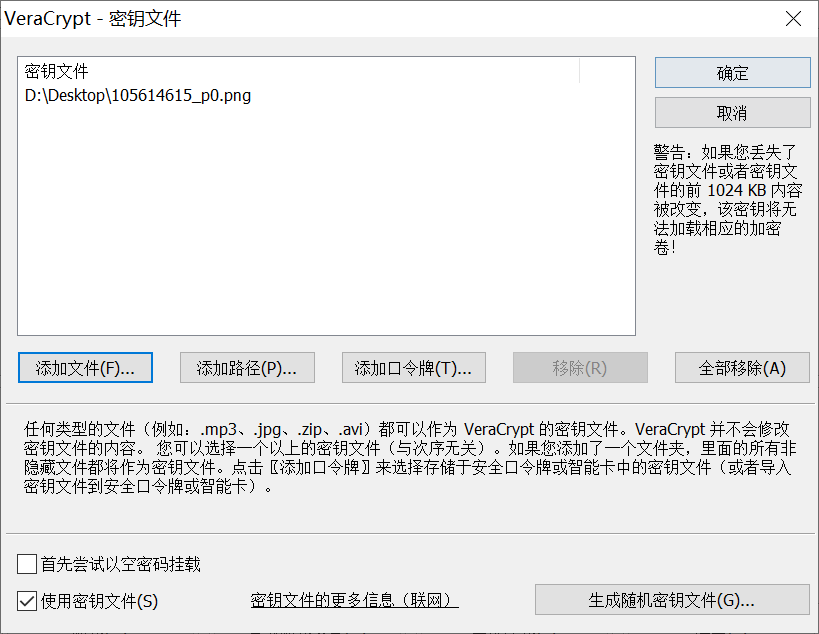 VeraCrypt - 密钥文件
密钥文件
D:\Desktop\105614615_p0.png
确定
取消
警告：如果您丢失了
密钥文件或者密钥文
件的前 1024 KB 内容
被改变，该密钥将无
法加载相应的加密
卷！
添加文件(F)...
添加路径(P)...
添加口令牌(T)...
移除(R)
全部移除(A)
任何类型的文件（例如：.mp3、.jpg、.zip、.avi）都可以作为 VeraCrypt 的密钥文件。VeraCrypt 并不会修改
密钥文件的内容。 您可以选择一个以上的密钥文件（与次序无关）。如果您添加了一个文件夹，里面的所有非
隐藏文件都将作为密钥文件。点击〖添加口令牌〗来选择存储于安全口令牌或智能卡中的密钥文件（或者导入
密钥文件到安全口令牌或智能卡）。
首先尝试以空密码挂载
使用密钥文件(S)
密钥文件的更多信息（联网）
生成随机密钥文件(G)...